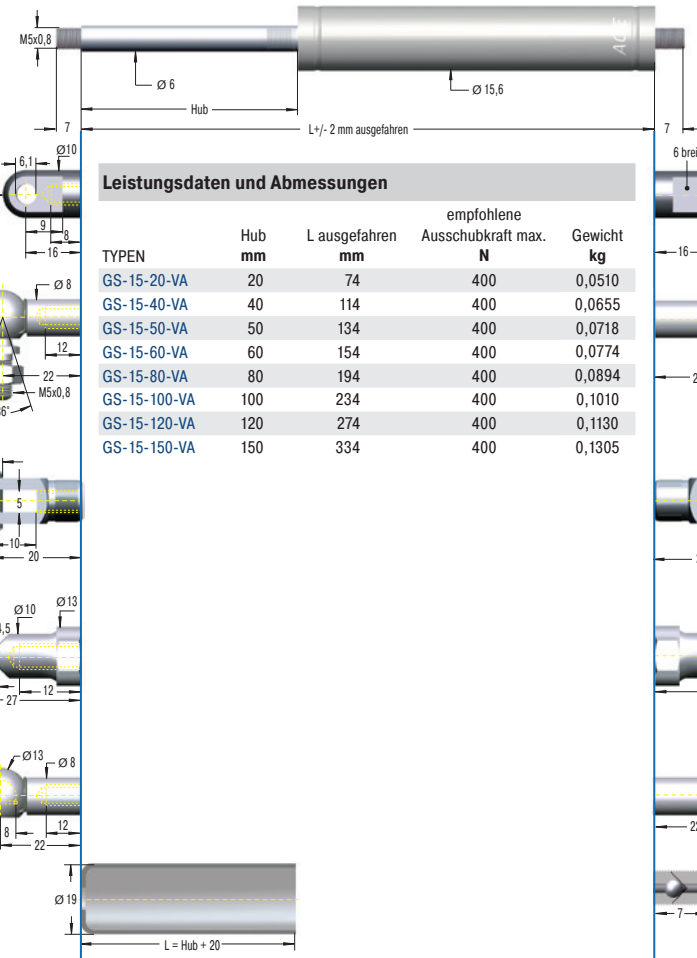 ACE
M5x0,8
Ø 6
Ø 15,6
Hub
7
L+/- 2 mm ausgefahren
7
6,1
Ø10
9
8
16
16
Leistungsdaten und Abmessungen
TYPEN Hub mm L ausgefahren mm empfohlene Ausschubkraft max. N Gewicht kg
GS-15-20-VA 20 74 400 0,0510
GS-15-40-VA 40 114 400 0,0655
GS-15-50-VA 50 134 400 0,0718
GS-15-60-VA 60 154 400 0,0774
GS-15-80-VA 80 194 400 0,0894
GS-15-100-VA 100 234 400 0,1010
GS-15-120-VA 120 274 400 0,1130
GS-15-150-VA 150 334 400 0,1305
Ø 8
12
22
M5x0,8
5
10
20
Ø10
Ø13
12
27
Ø13
Ø 8
8
12
22
22
Ø 19
L = Hub + 20
7